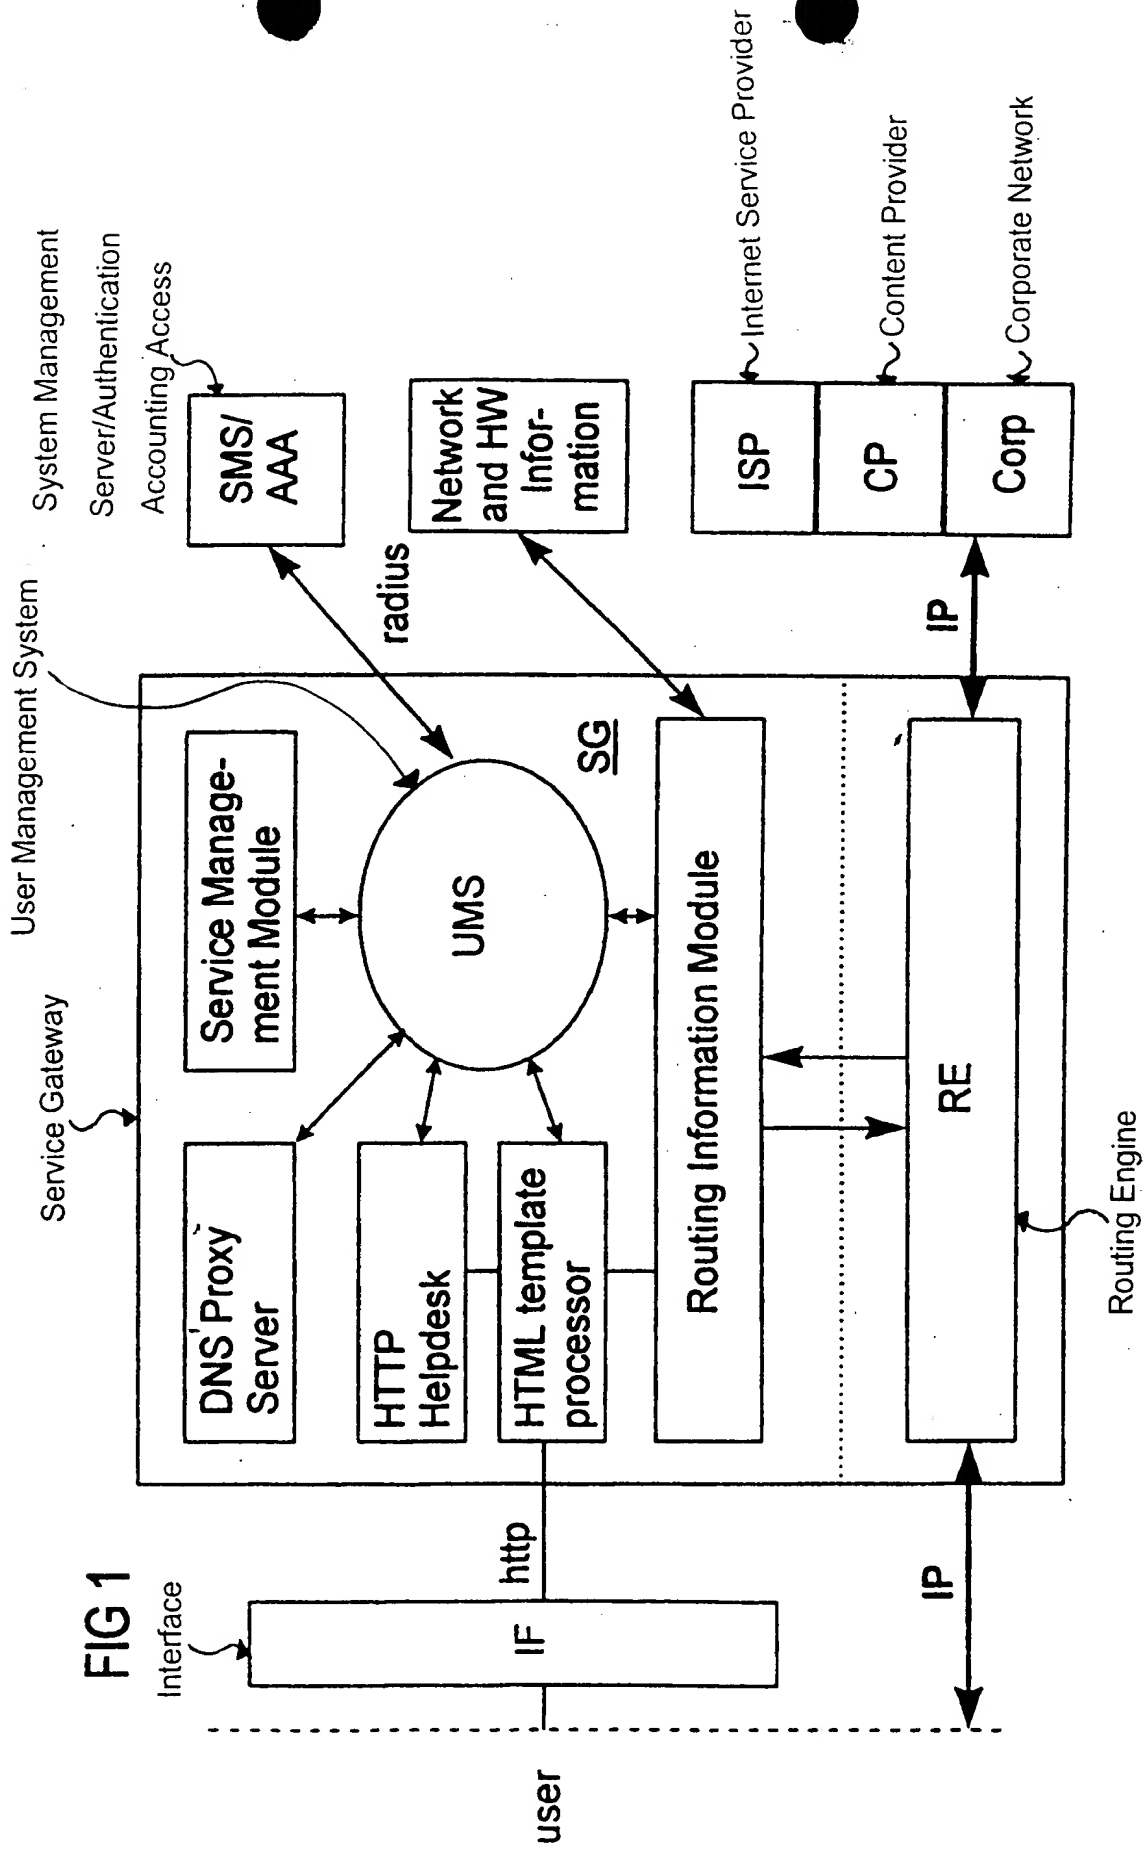 FIG 1
Interface
IF
user
http
IP
Service Gateway
User Management System
System Management
Server/Authentication
Accounting Access
DNS Proxy
Server
Service Manage-
ment Module
SMS/
AAA
HTTP
Helpdesk
UMS
radius
Network
and HW
Infor-
mation
HTML template
processor
SG
Routing Information Module
ISP
Internet Service Provider
CP
Content Provider
RE
IP
Corp
Corporate Network
Routing Engine